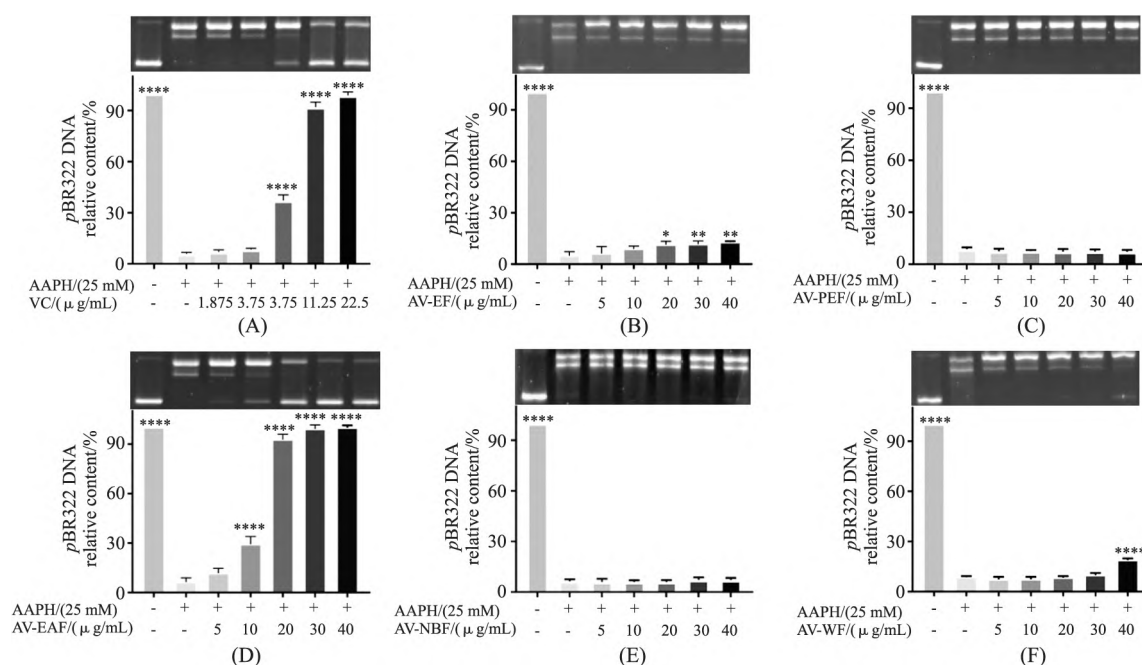 ****
****
****
****
90
60
30
0
pBR322 DNA
relative content/%
AAPH/(25 mM) - + + + + + +
VC/(μ g/mL) - - 1.875 3.75 3.75 11.25 22.5
(A)
****
*
**
**
90
60
30
0
pBR322 DNA
relative content/%
AAPH/(25 mM) - + + + + + +
AV-EF/(μ g/mL) - - 5 10 20 30 40
(B)
****
90
60
30
0
pBR322 DNA
relative content/%
AAPH/(25 mM) - + + + + + +
AV-PEF/(μ g/mL) - - 5 10 20 30 40
(C)
****
****
****
****
****
90
60
30
0
pBR322 DNA
relative content/%
AAPH/(25 mM) - + + + + + +
AV-EAF/(μ g/mL) - - 5 10 20 30 40
(D)
****
90
60
30
0
pBR322 DNA
relative content/%
AAPH/(25 mM) - + + + + + +
AV-NBF/(μ g/mL) - - 5 10 20 30 40
(E)
****
****
90
60
30
0
pBR322 DNA
relative content/%
AAPH/(25 mM) - + + + + + +
AV-WF/(μ g/mL) - - 5 10 20 30 40
(F)